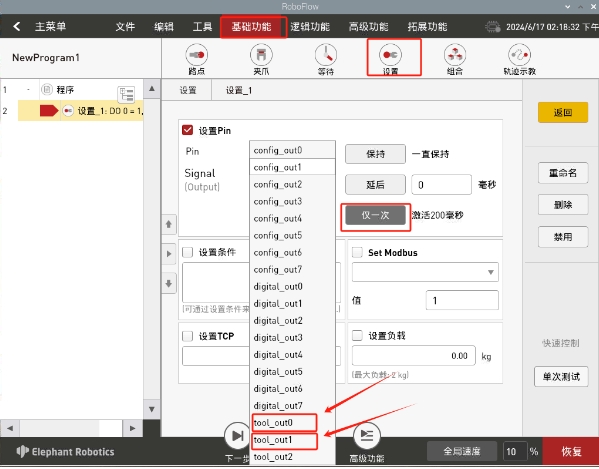 RoboFlow
主菜单 文件 编辑 工具 基础功能 逻辑功能 高级功能 拓展功能 2024/6/17 02:18:32 下午
NewProgram1
路点 夹爪 等待 设置 组合 轨迹示教
1 - 程序
2 设置_1: DO 0 = 1,
设置 设置_1
返回
设置Pin
Pin
Signal
(Output)
config_out0
config_out1
config_out2
config_out3
config_out4
config_out5
config_out6
config_out7
digital_out0
digital_out1
digital_out2
digital_out3
digital_out4
digital_out5
digital_out6
digital_out7
tool_out0
tool_out1
tool_out2
保持 一直保持
延后 0 毫秒
仅一次 激活200毫秒
重命名
删除
禁用
设置条件
(可通过设置条件来
Set Modbus
值 1
设置TCP
设置负载
0.00 kg
(最大负载: 2 kg)
快速控制
单次测试
下一步
高级功能
Elephant Robotics
全局速度 10 % 恢复